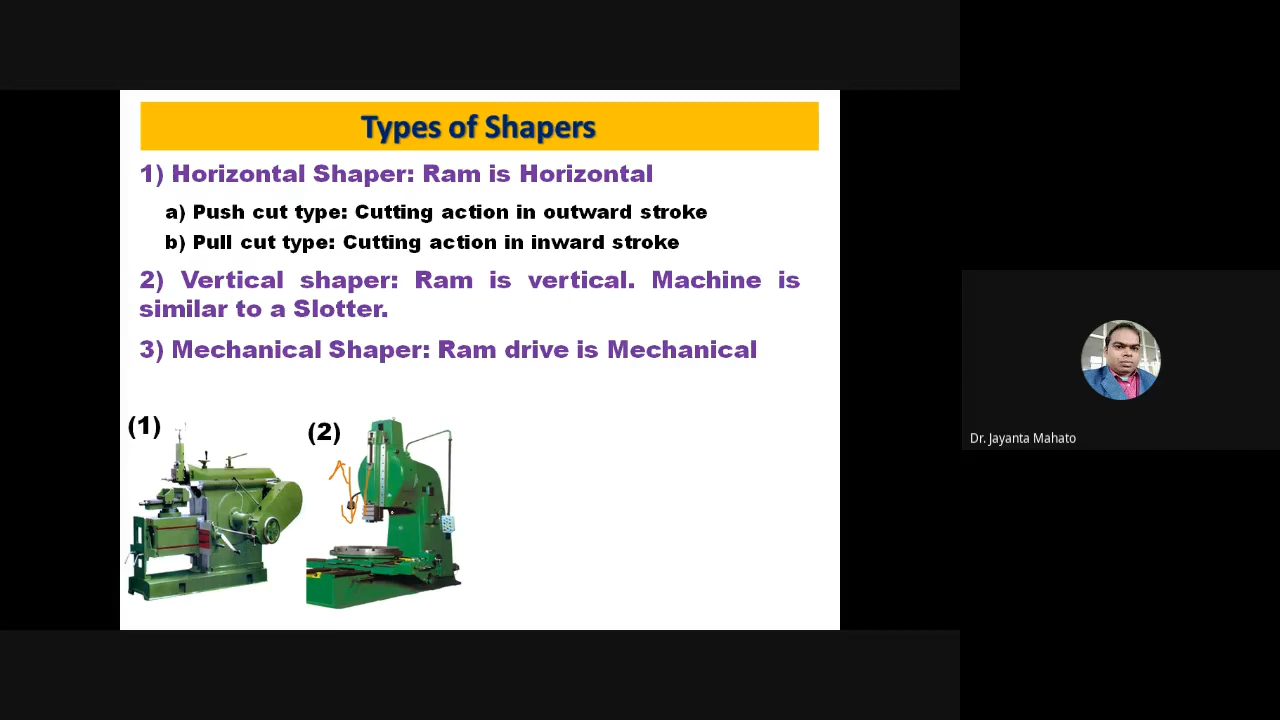 Types of Shapers
1) Horizontal Shaper: Ram is Horizontal
a) Push cut type: Cutting action in outward stroke
b) Pull cut type: Cutting action in inward stroke
2) Vertical shaper: Ram is vertical. Machine is
similar to a Slotter.
3) Mechanical Shaper: Ram drive is Mechanical
(1)
(2)
Dr. Jayanta Mahato